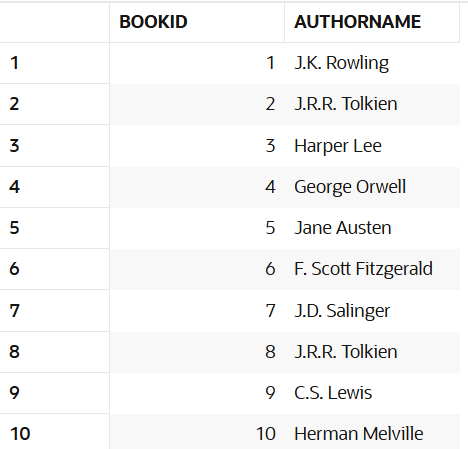 BOOKID AUTHORNAME
1 1 J.K. Rowling
2 2 J.R.R. Tolkien
3 3 Harper Lee
4 4 George Orwell
5 5 Jane Austen
6 6 F. Scott Fitzgerald
7 7 J.D. Salinger
8 8 J.R.R. Tolkien
9 9 C.S. Lewis
10 10 Herman Melville